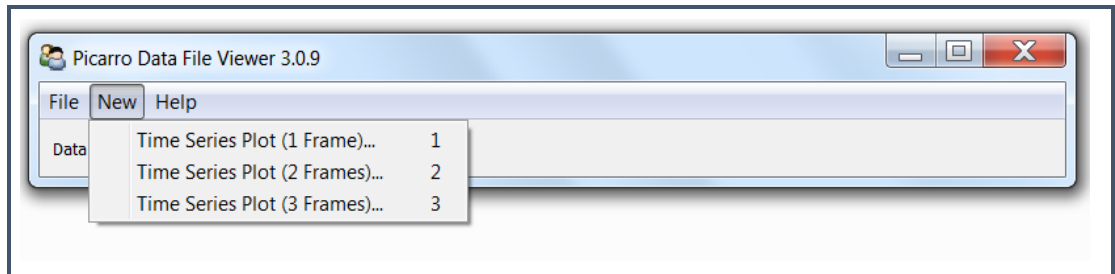 Picarro Data File Viewer 3.0.9
File New Help
Data
Time Series Plot (1 Frame)... 1
Time Series Plot (2 Frames)... 2
Time Series Plot (3 Frames)... 3